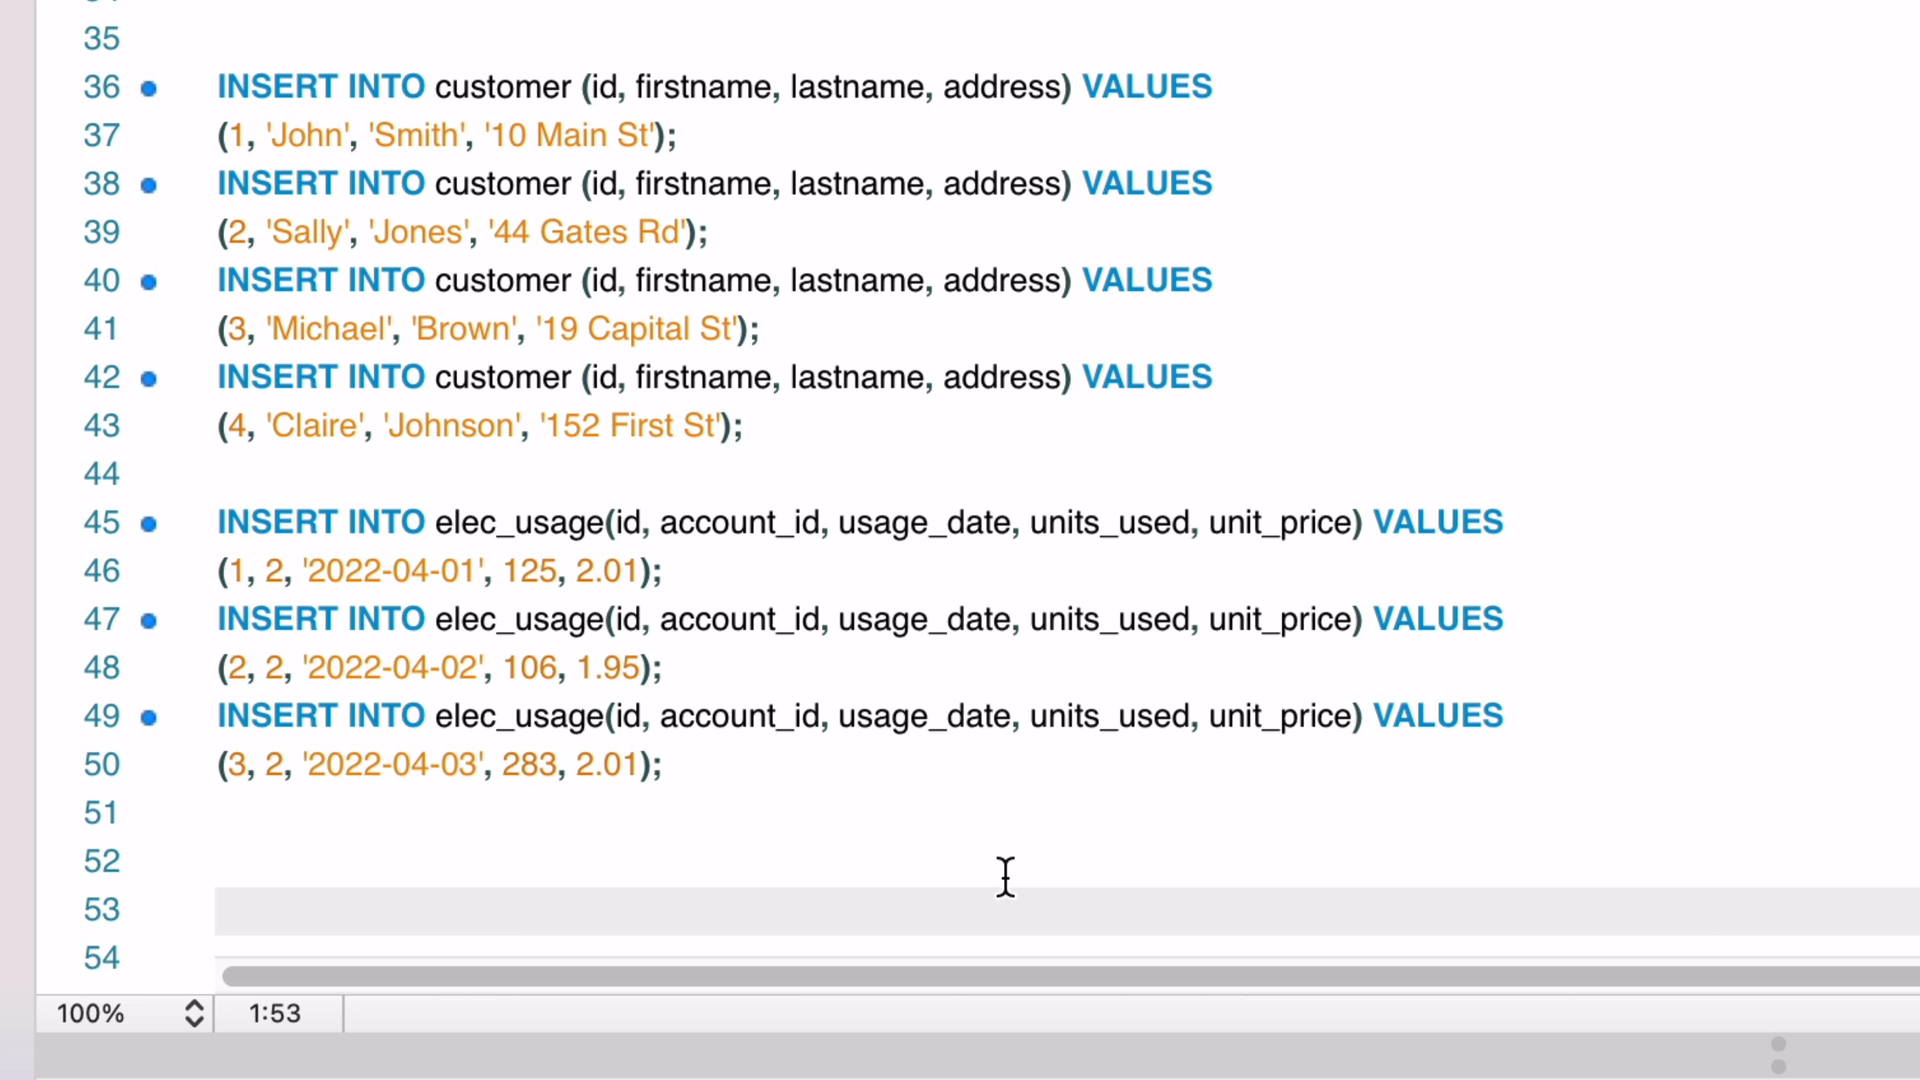 35
36 INSERT INTO customer (id, firstname, lastname, address) VALUES
37 (1, 'John', 'Smith', '10 Main St');
38 INSERT INTO customer (id, firstname, lastname, address) VALUES
39 (2, 'Sally', 'Jones', '44 Gates Rd');
40 INSERT INTO customer (id, firstname, lastname, address) VALUES
41 (3, 'Michael', 'Brown', '19 Capital St');
42 INSERT INTO customer (id, firstname, lastname, address) VALUES
43 (4, 'Claire', 'Johnson', '152 First St');
44
45 INSERT INTO elec_usage(id, account_id, usage_date, units_used, unit_price) VALUES
46 (1, 2, '2022-04-01', 125, 2.01);
47 INSERT INTO elec_usage(id, account_id, usage_date, units_used, unit_price) VALUES
48 (2, 2, '2022-04-02', 106, 1.95);
49 INSERT INTO elec_usage(id, account_id, usage_date, units_used, unit_price) VALUES
50 (3, 2, '2022-04-03', 283, 2.01);
51
52
53
54
100% 1:53